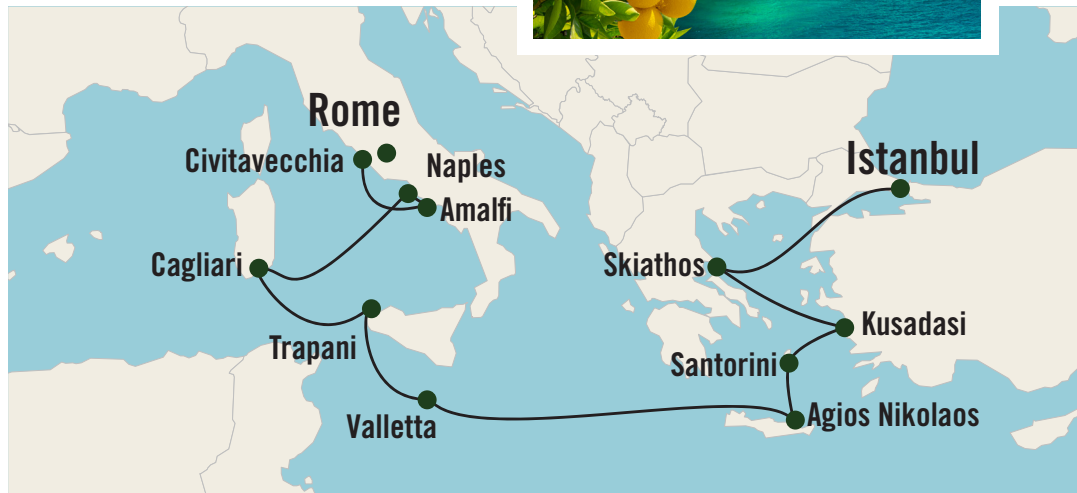 Rome
Civitavecchia
Naples
Amalfi
Istanbul
Cagliari
Skiathos
Trapani
Kusadasi
Santorini
Valletta
Agios Nikolaos